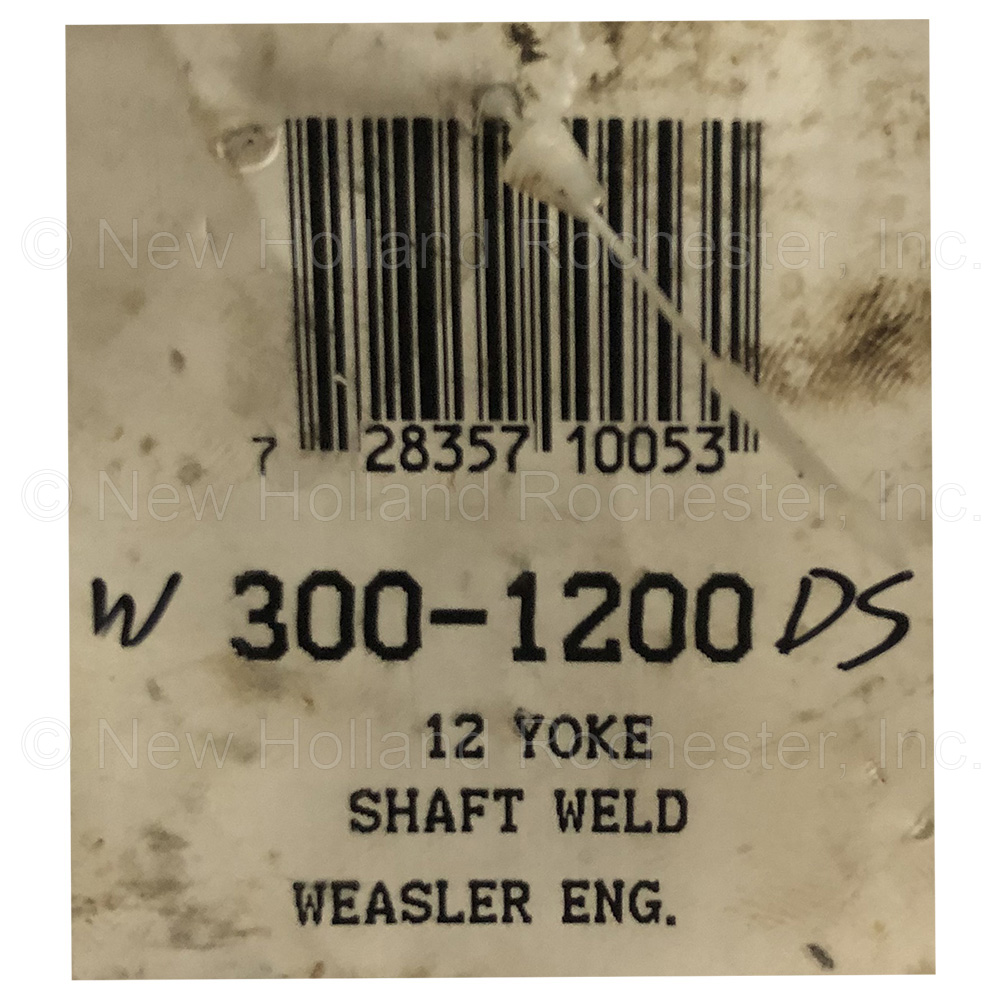 © New Holland Rochester, Inc.
7 28357 10053
© New Holland Rochester, Inc.
W 300-1200 DS
12 YOKE
© New Holland Rochester, Inc.
SHAFT WELD
WEASLER ENG.